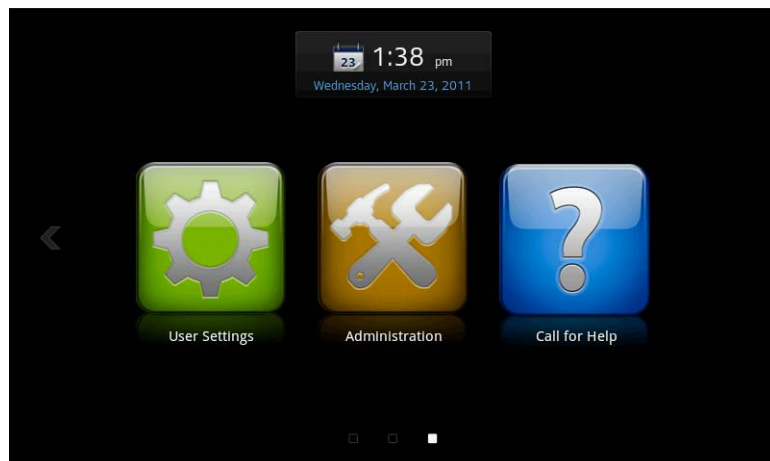 23 1:38 pm
Wednesday, March 23, 2011
User Settings Administration Call for Help